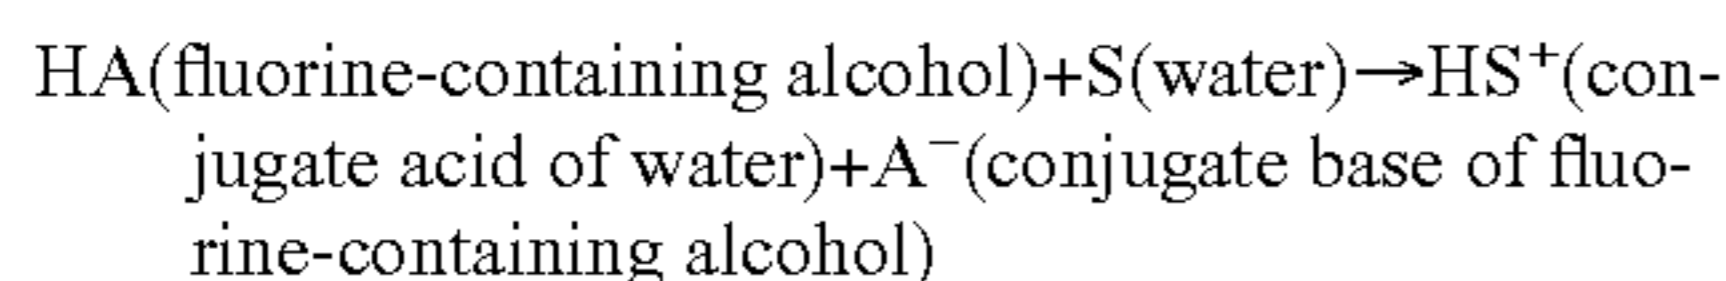 HA(fluorine-containing alcohol)+S(water)→HS⁺(con-
jugate acid of water)+A⁻(conjugate base of fluo-
rine-containing alcohol)